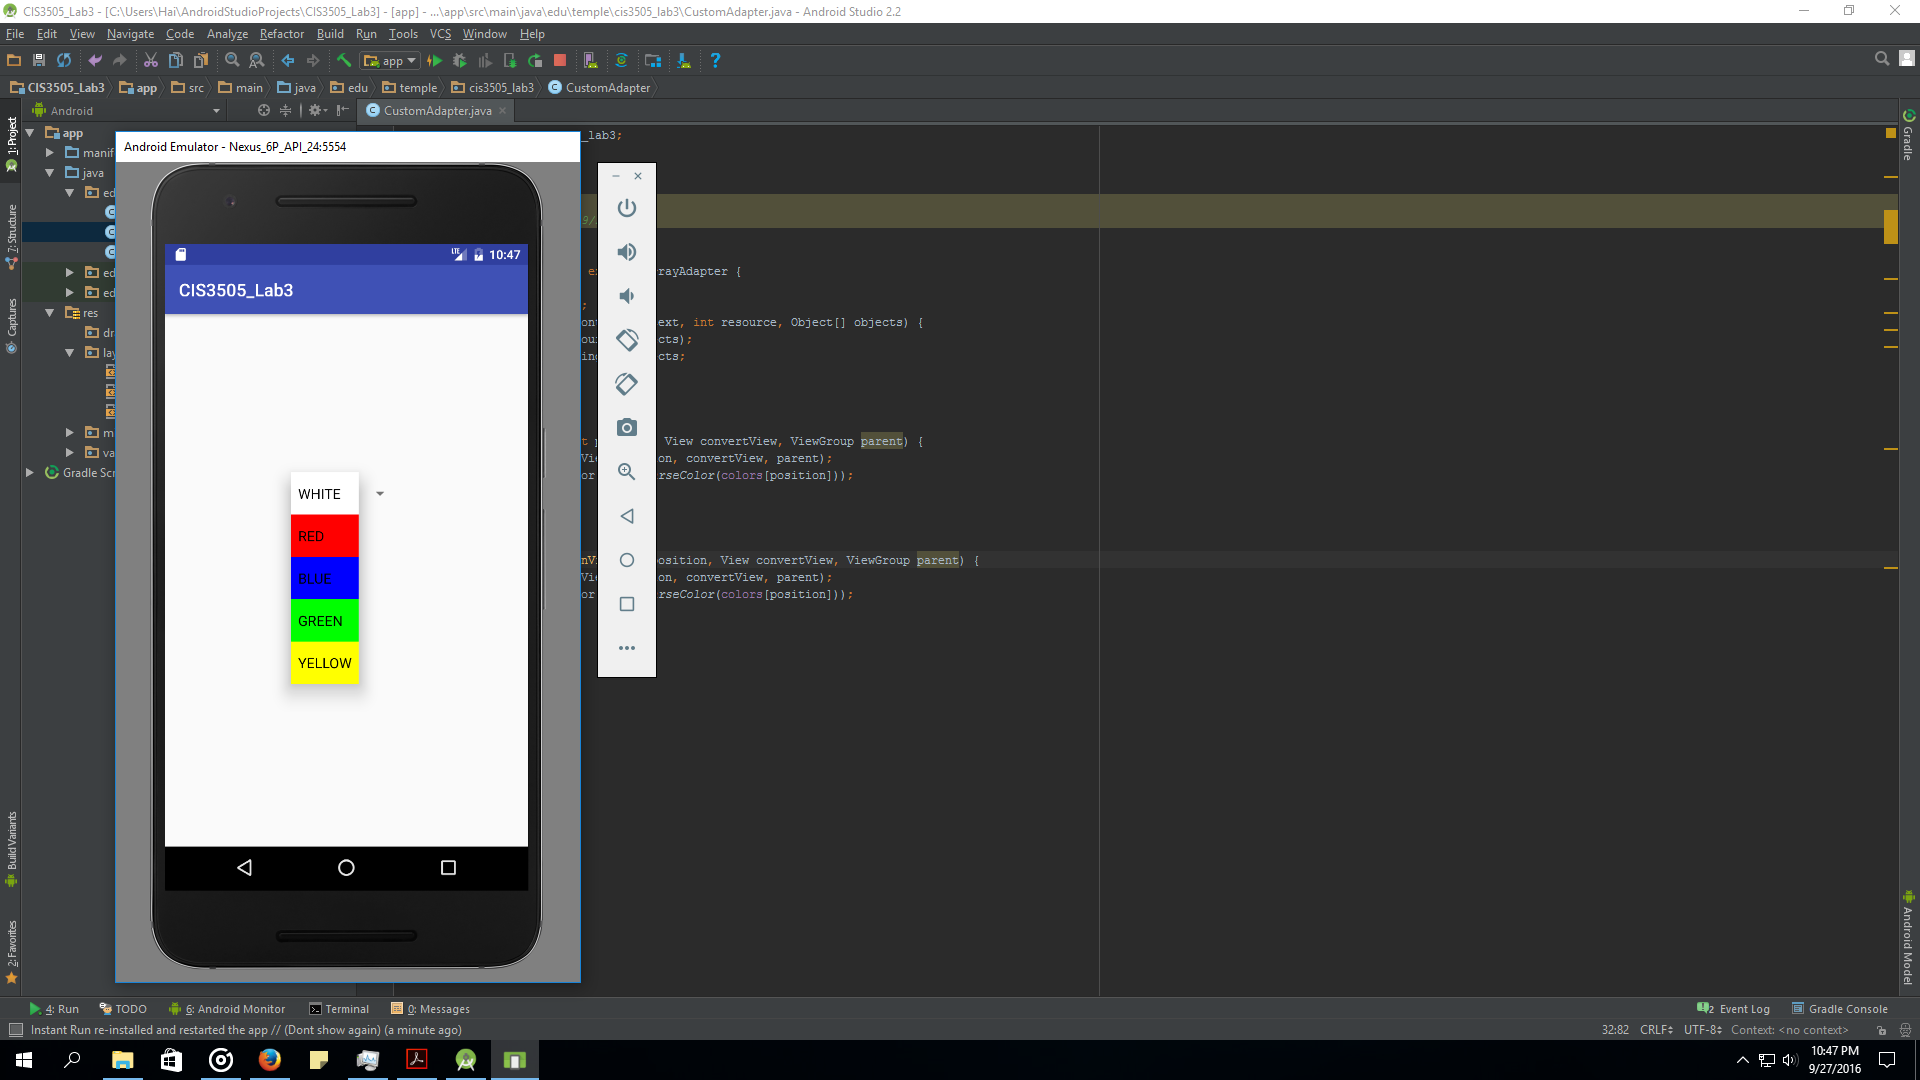 CIS3505_Lab3 - [C:\Users\Hai\AndroidStudioProjects\CIS3505_Lab3] - [app] - ...\app\src\main\java\edu\temple\cis3505_lab3\CustomAdapter.java - Android Studio 2.2
File Edit View Navigate Code Analyze Refactor Build Run Tools VCS Window Help
app
CIS3505_Lab3 app src main java edu temple cis3505_lab3 CustomAdapter
Android
CustomAdapter.java
1: Project
7: Structure
Captures
Build Variants
2: Favorites
app
manif
java
ed
ed
ed
res
dr
lay
m
va
Gradle Scr
Android Emulator - Nexus_6P_API_24:5554
LTE 10:47
CIS3505_Lab3
WHITE
RED
BLUE
GREEN
YELLOW
_lab3;
9/
rayAdapter {
;
ext, int resource, Object[] objects) {
cts);
cts;
View convertView, ViewGroup parent) {
on, convertView, parent);
rseColor(colors[position]));
osition, View convertView, ViewGroup parent) {
on, convertView, parent);
rseColor(colors[position]));
Gradle
Android Model
4: Run TODO 6: Android Monitor Terminal 0: Messages
2 Event Log Gradle Console
Instant Run re-installed and restarted the app // (Dont show again) (a minute ago)
32:82 CRLF UTF-8 Context: <no context>
10:47 PM
9/27/2016